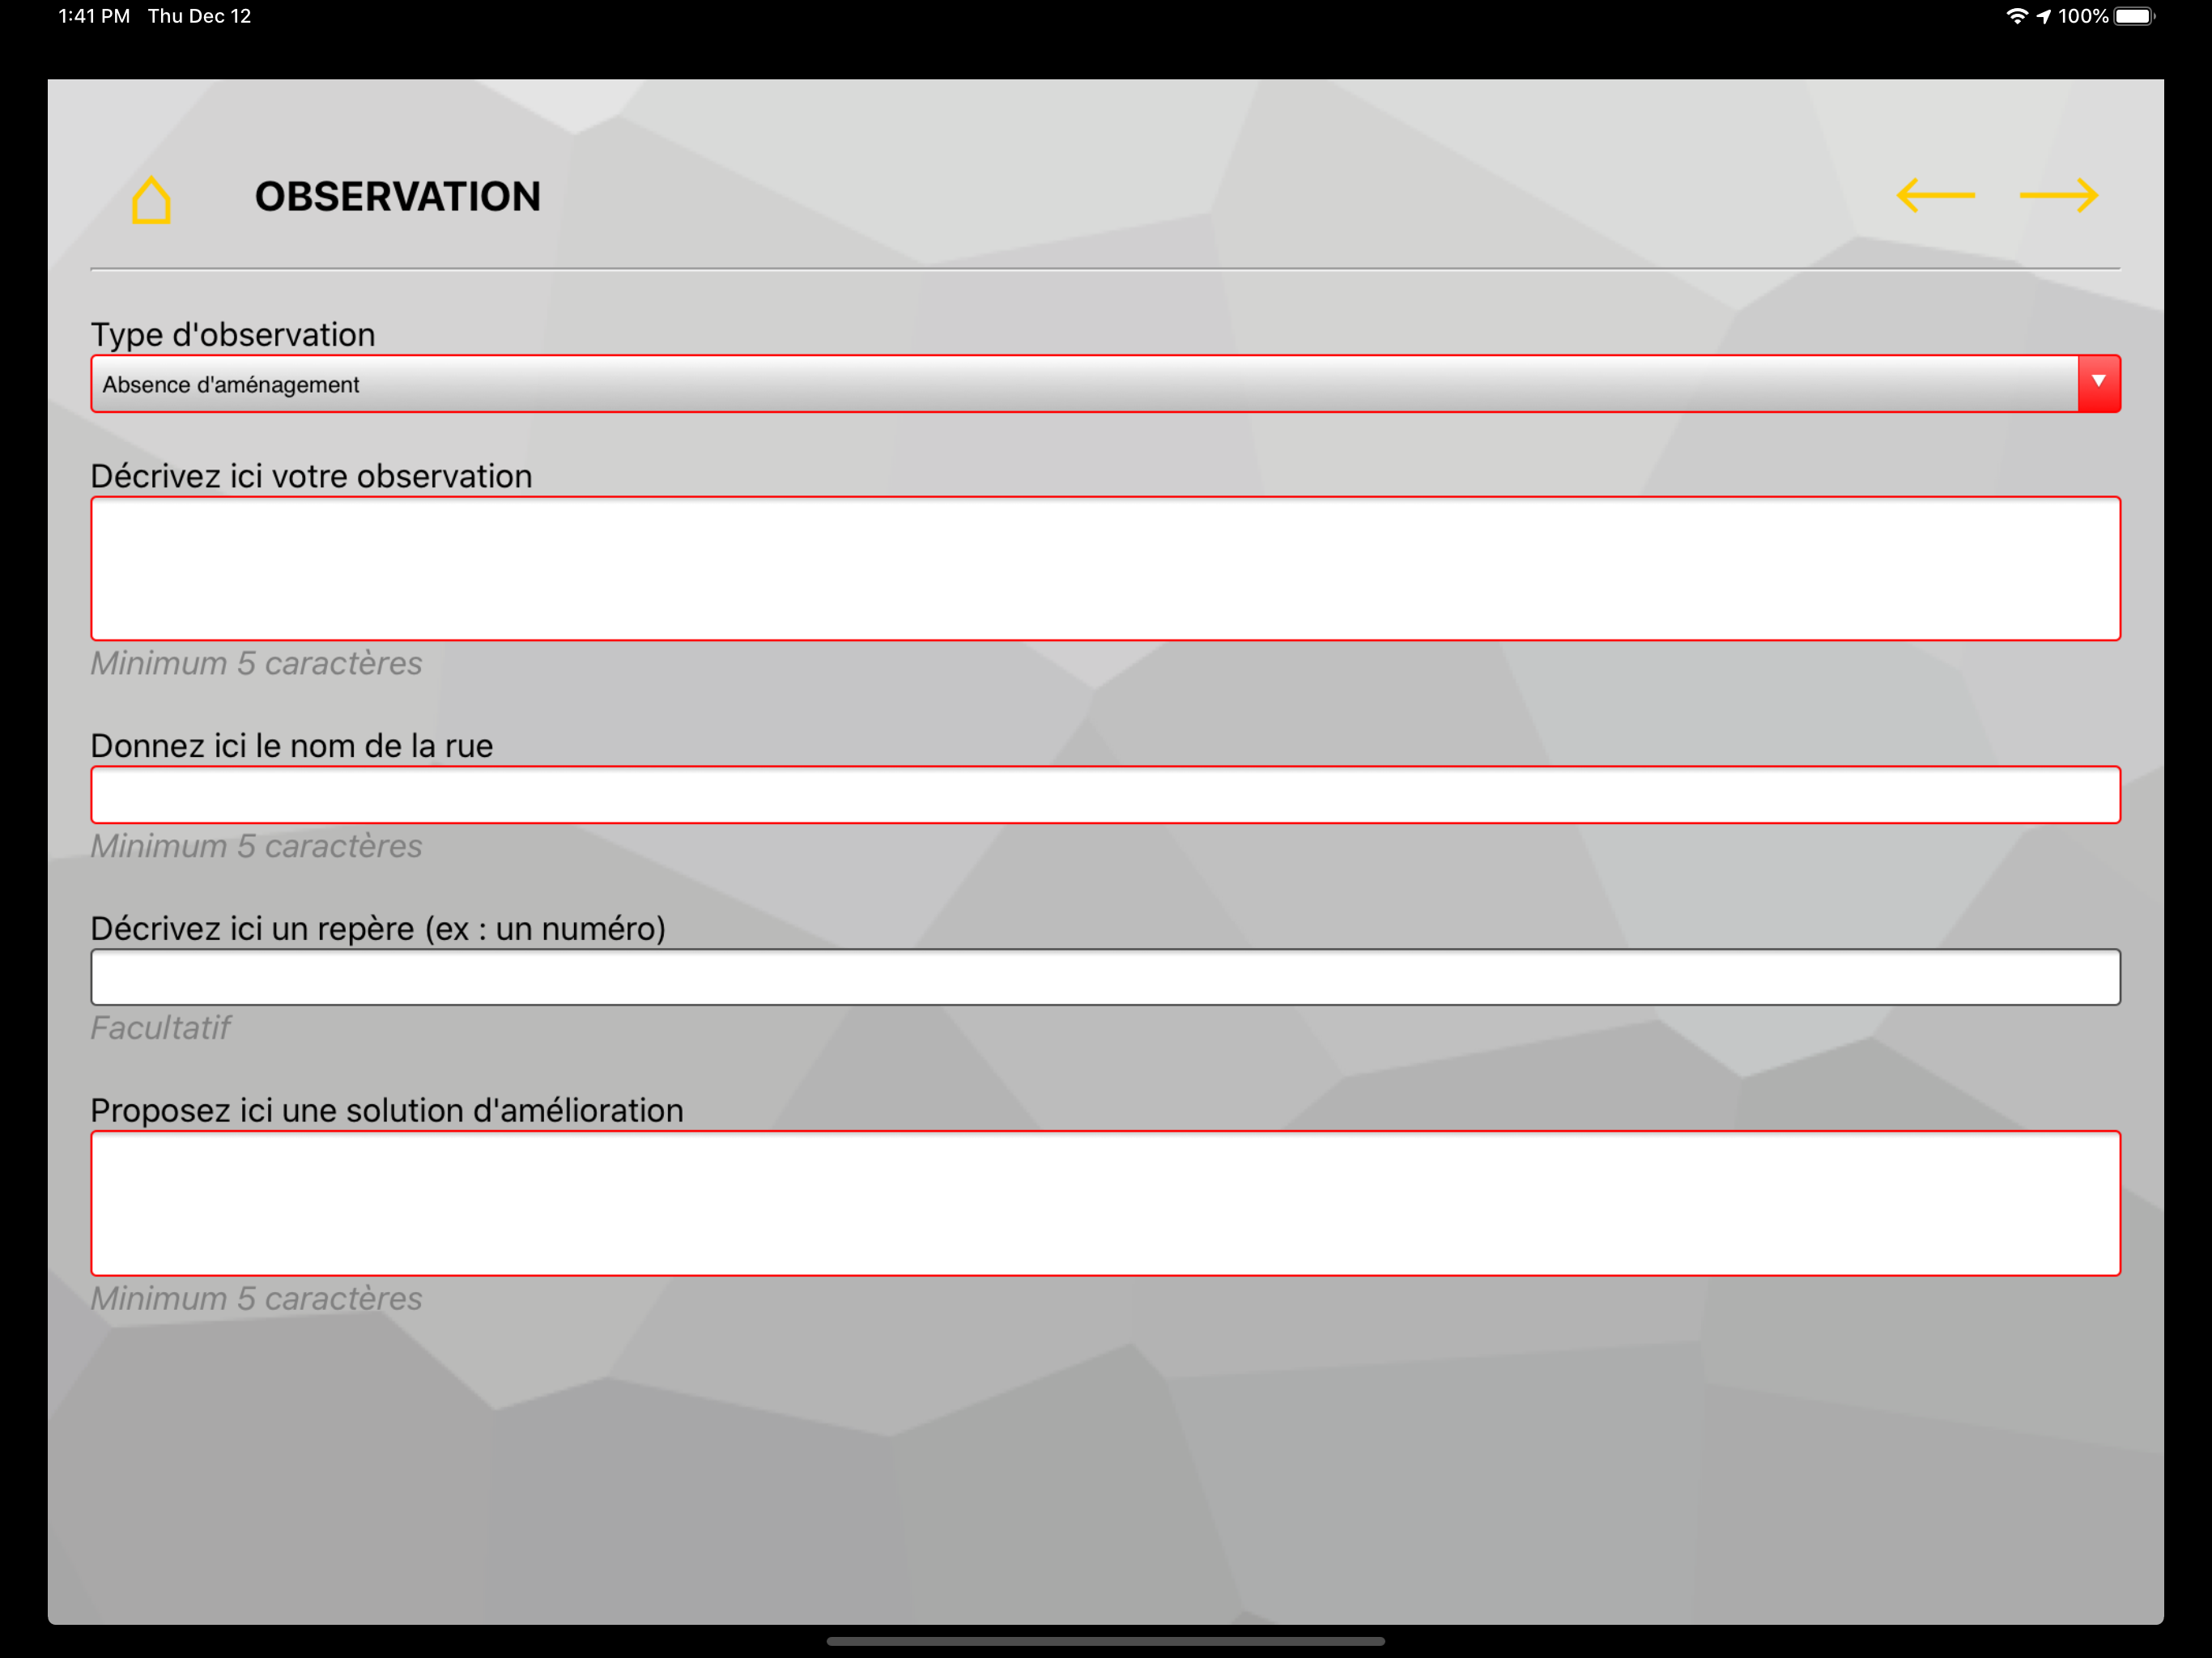 1:41 PM Thu Dec 12
100%
OBSERVATION
Type d'observation
Absence d'aménagement
Décrivez ici votre observation
Minimum 5 caractères
Donnez ici le nom de la rue
Minimum 5 caractères
Décrivez ici un repère (ex : un numéro)
Facultatif
Proposez ici une solution d'amélioration
Minimum 5 caractères